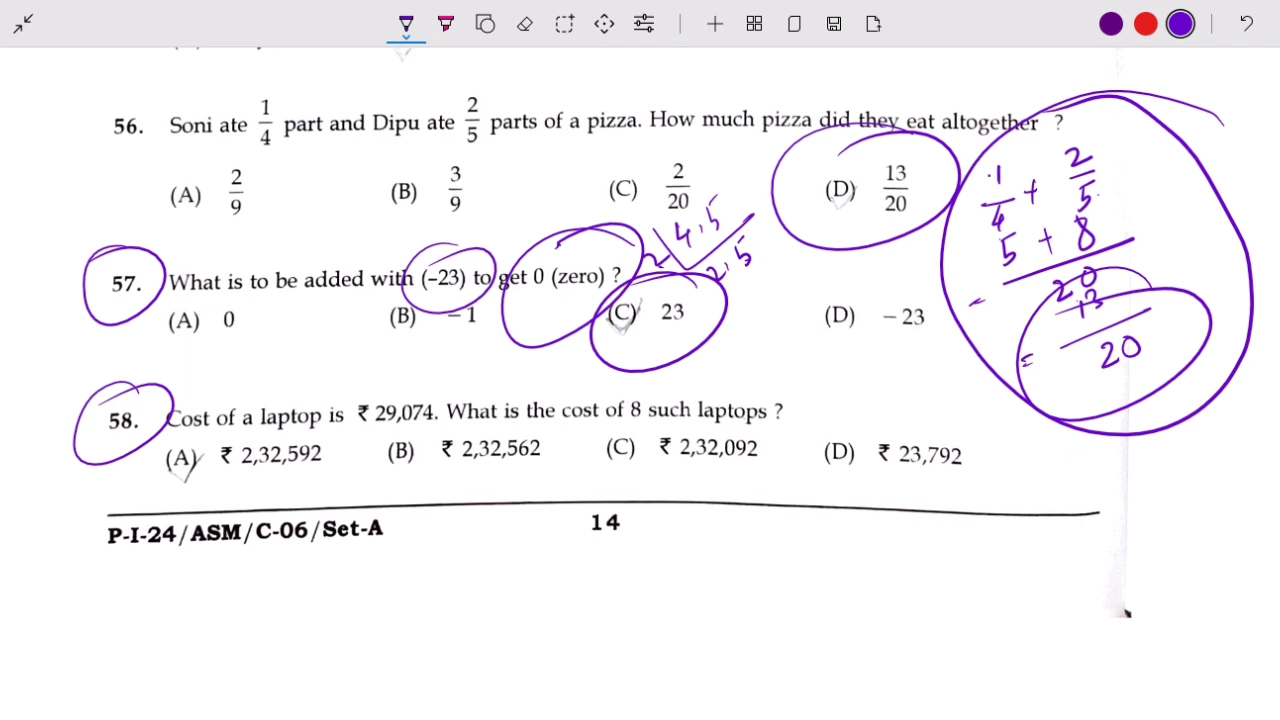 56. Soni ate 1/4 part and Dipu ate 2/5 parts of a pizza. How much pizza did they eat altogether ?
(A) 2/9 (B) 3/9 (C) 2/20 (D) 13/20
1/4 + 2/5
5 + 8
20
= 13
20
2 4,5
2,5
57. What is to be added with (−23) to get 0 (zero) ?
(A) 0 (B) −1 (C) 23 (D) −23
58. Cost of a laptop is ₹ 29,074. What is the cost of 8 such laptops ?
(A) ₹ 2,32,592 (B) ₹ 2,32,562 (C) ₹ 2,32,092 (D) ₹ 23,792
P-I-24/ASM/C-06/Set-A 14